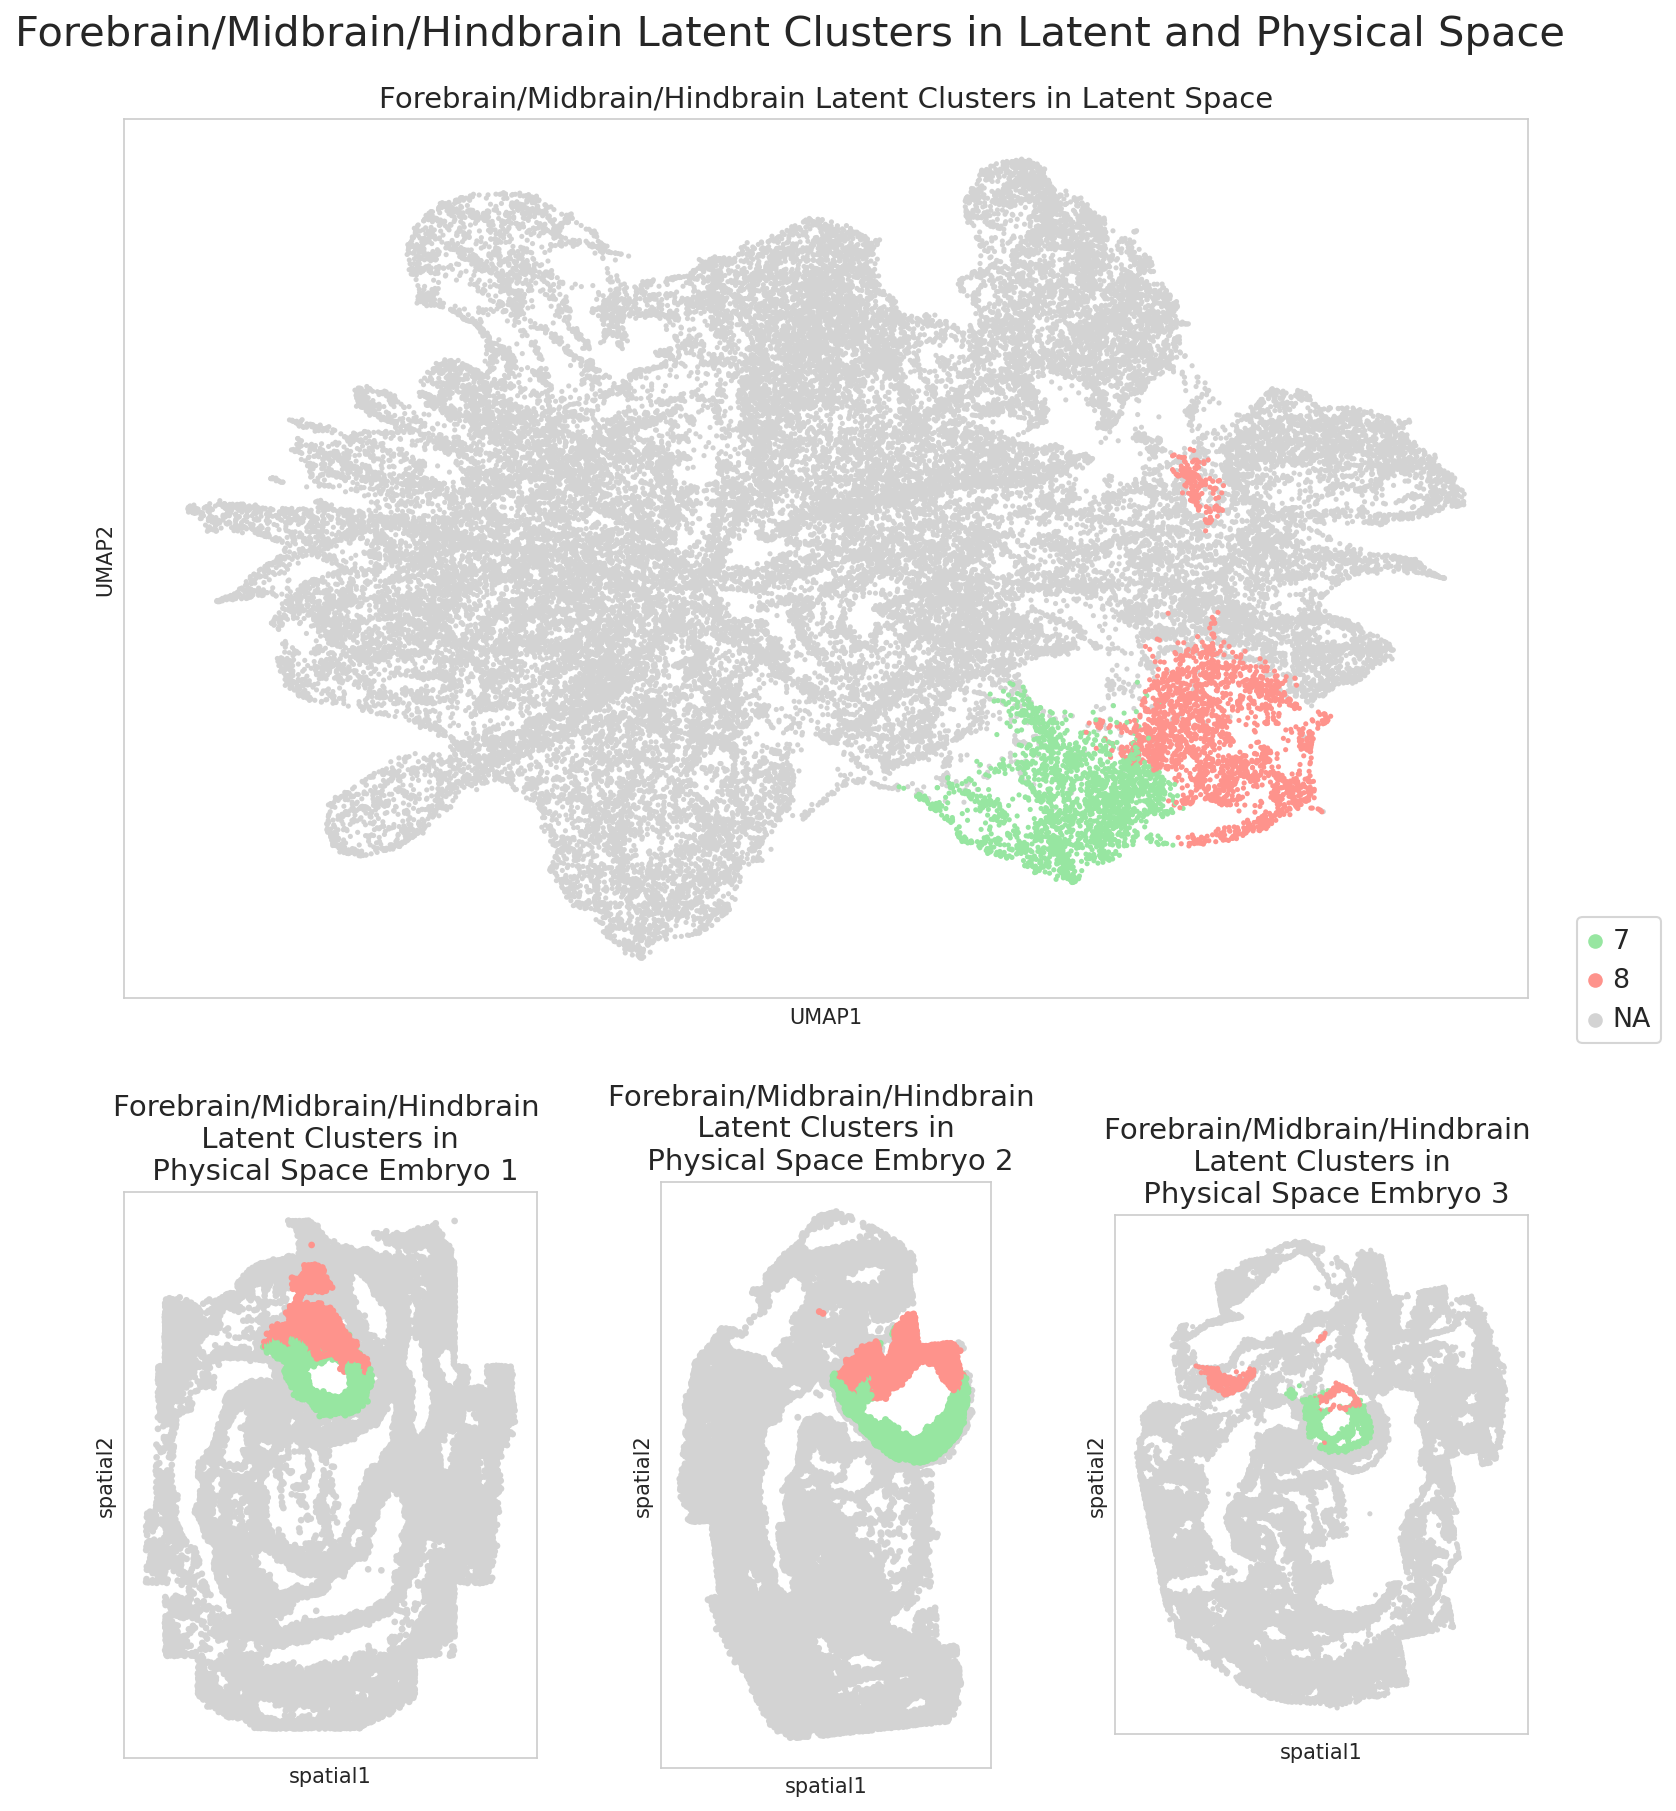 Forebrain/Midbrain/Hindbrain Latent Clusters in Latent and Physical Space
Forebrain/Midbrain/Hindbrain Latent Clusters in Latent Space
UMAP2
UMAP1
7
8
NA
Forebrain/Midbrain/Hindbrain
Latent Clusters in
Physical Space Embryo 1
spatial2
spatial1
Forebrain/Midbrain/Hindbrain
Latent Clusters in
Physical Space Embryo 2
spatial2
spatial1
Forebrain/Midbrain/Hindbrain
Latent Clusters in
Physical Space Embryo 3
spatial2
spatial1